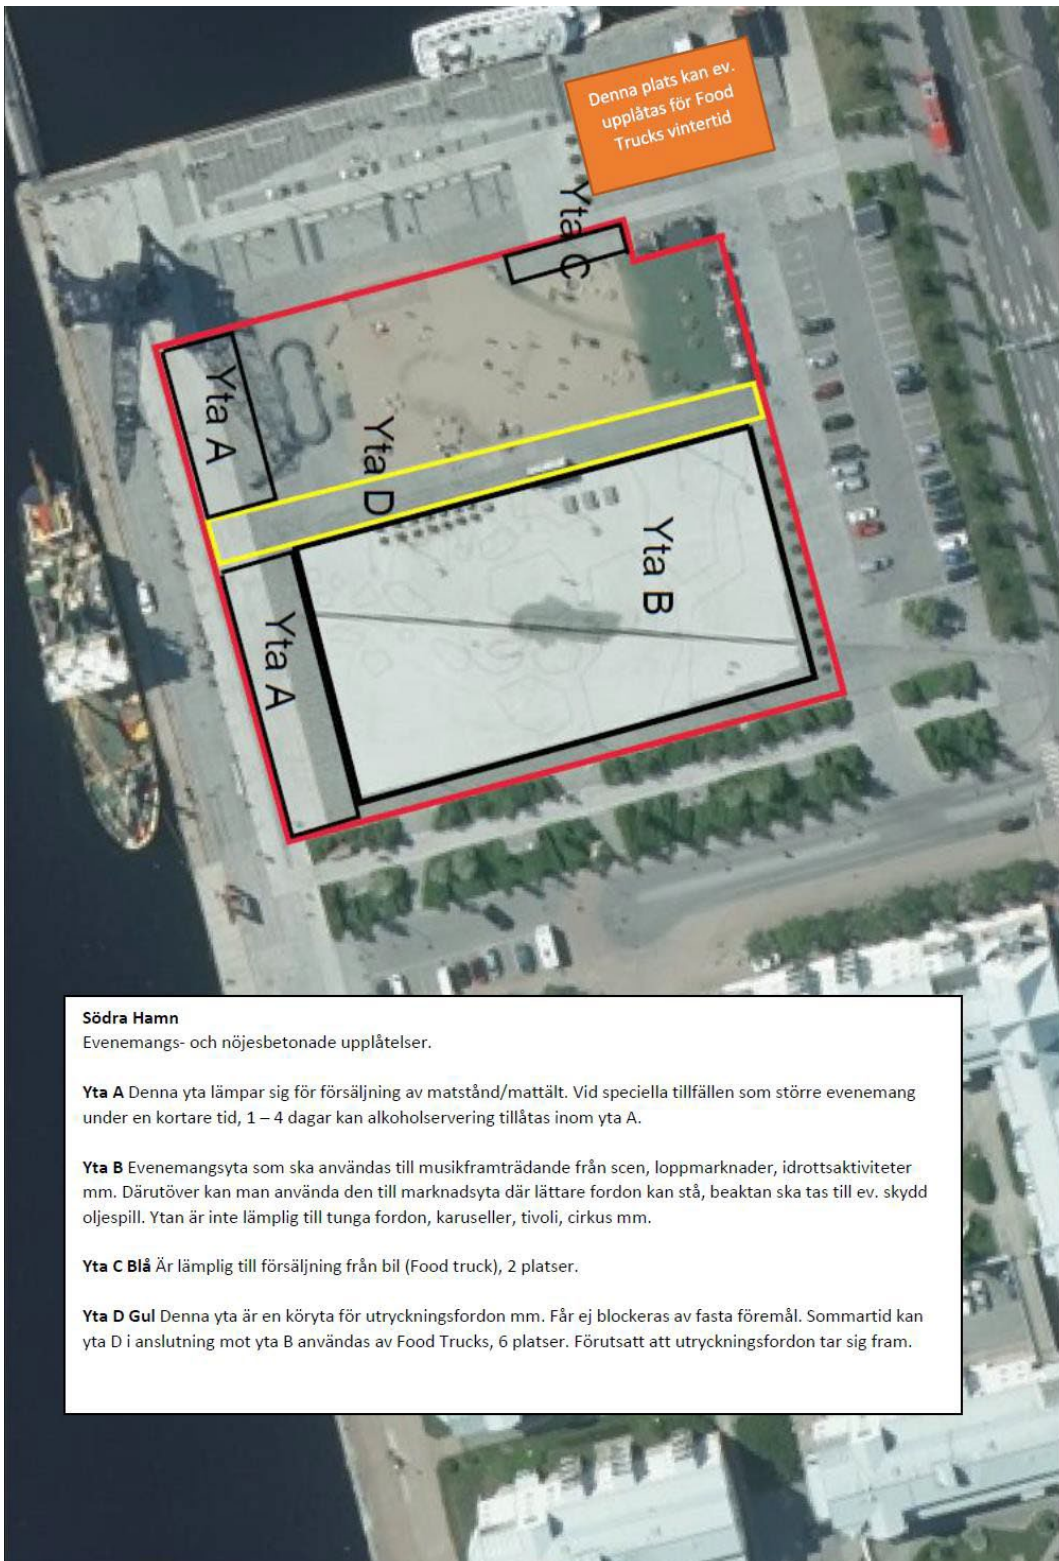 Denna plats kan ev.
upplåtas för Food
Trucks vintertid
Yta C
Yta A
Yta D
Yta B
Yta A
Södra Hamn
Evenemangs- och nöjesbetonade upplåtelser.
Yta A Denna yta lämpar sig för försäljning av matstånd/mattält. Vid speciella tillfällen som större evenemang
under en kortare tid, 1 – 4 dagar kan alkoholservering tillåtas inom yta A.
Yta B Evenemangsyta som ska användas till musikframträdande från scen, loppmarknader, idrottsaktiviteter
mm. Därutöver kan man använda den till marknadsyta där lättare fordon kan stå, beaktan ska tas till ev. skydd
oljespill. Ytan är inte lämplig till tunga fordon, karuseller, tivoli, cirkus mm.
Yta C Blå Är lämplig till försäljning från bil (Food truck), 2 platser.
Yta D Gul Denna yta är en köryta för utryckningsfordon mm. Får ej blockeras av fasta föremål. Sommartid kan
yta D i anslutning mot yta B användas av Food Trucks, 6 platser. Förutsatt att utryckningsfordon tar sig fram.